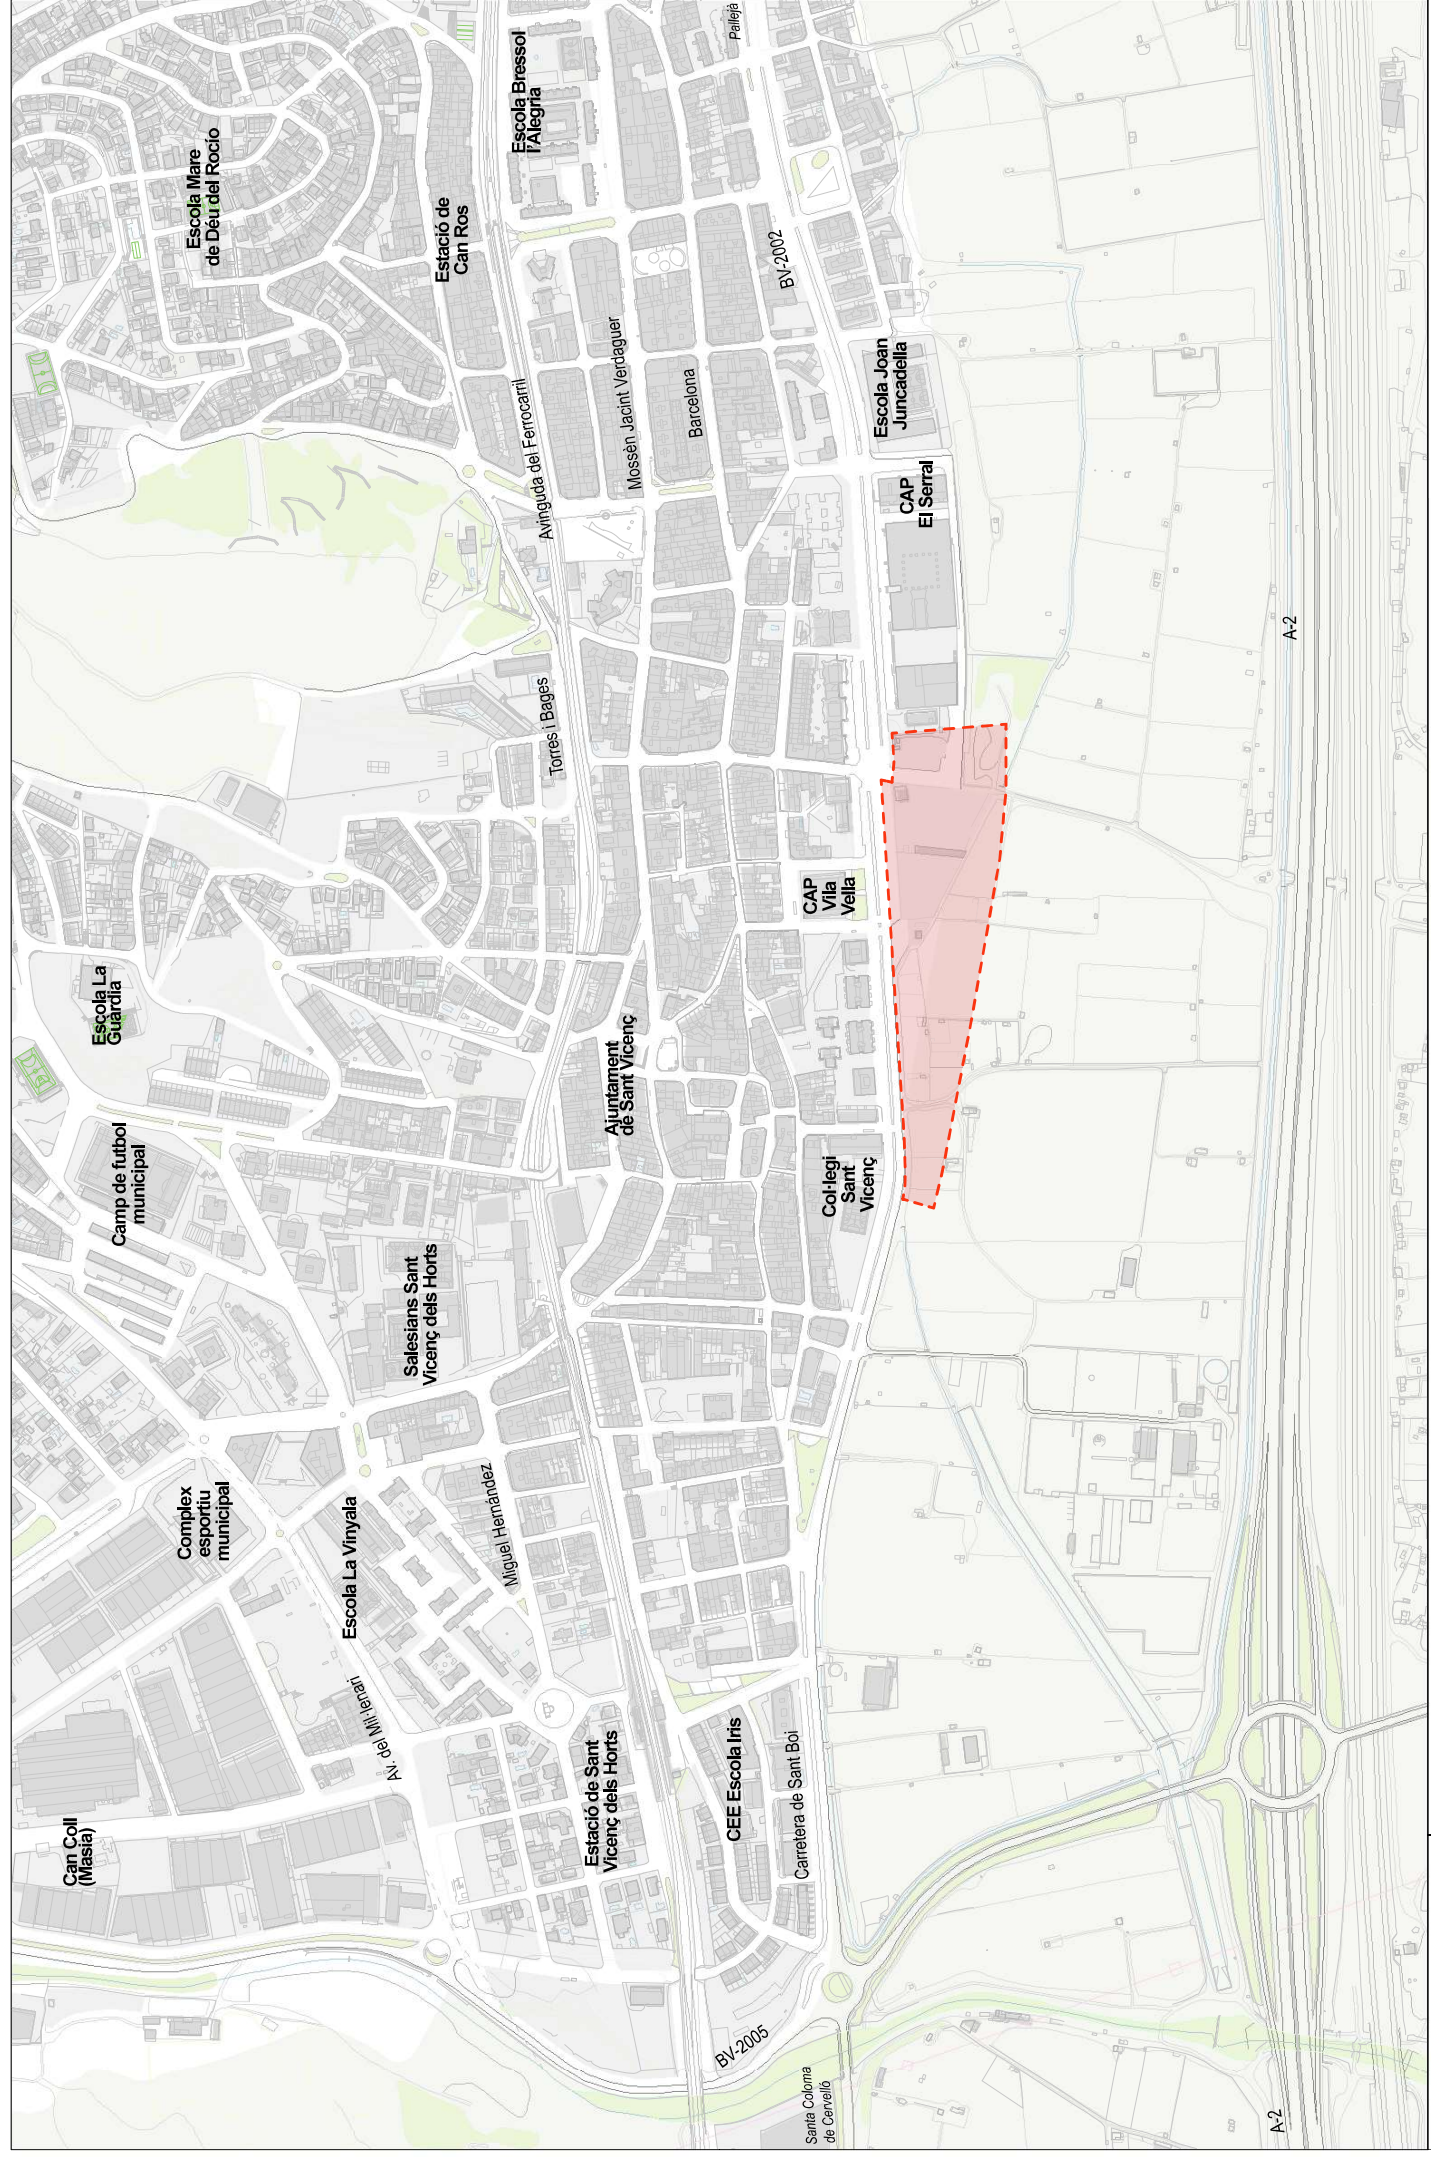 Can Coll
(Masia)
Complex
esportiu
municipal
Camp de futbol
municipal
Escola La
Guàrdia
Escola Mare
de Déu del Rocío
Av. del Mil·lenari
Escola La Vinyala
Salesians Sant
Vicenç dels Horts
Estació de
Can Ros
Miguel Hernández
Torres i Bages
Avinguda del Ferrocarril
Escola Bressol
l'Alegria
Estació de Sant
Vicenç dels Horts
Ajuntament
de Sant Vicenç
Mossèn Jacint Verdaguer
Barcelona
Pallejà
BV-2005
CEE Escola Iris
Carretera de Sant Boi
Col·legi
Sant
Vicenç
CAP
Vila
Vella
BV-2002
Santa Coloma
de Cervelló
CAP
El Serral
Escola Joan
Juncadella
A-2
A-2